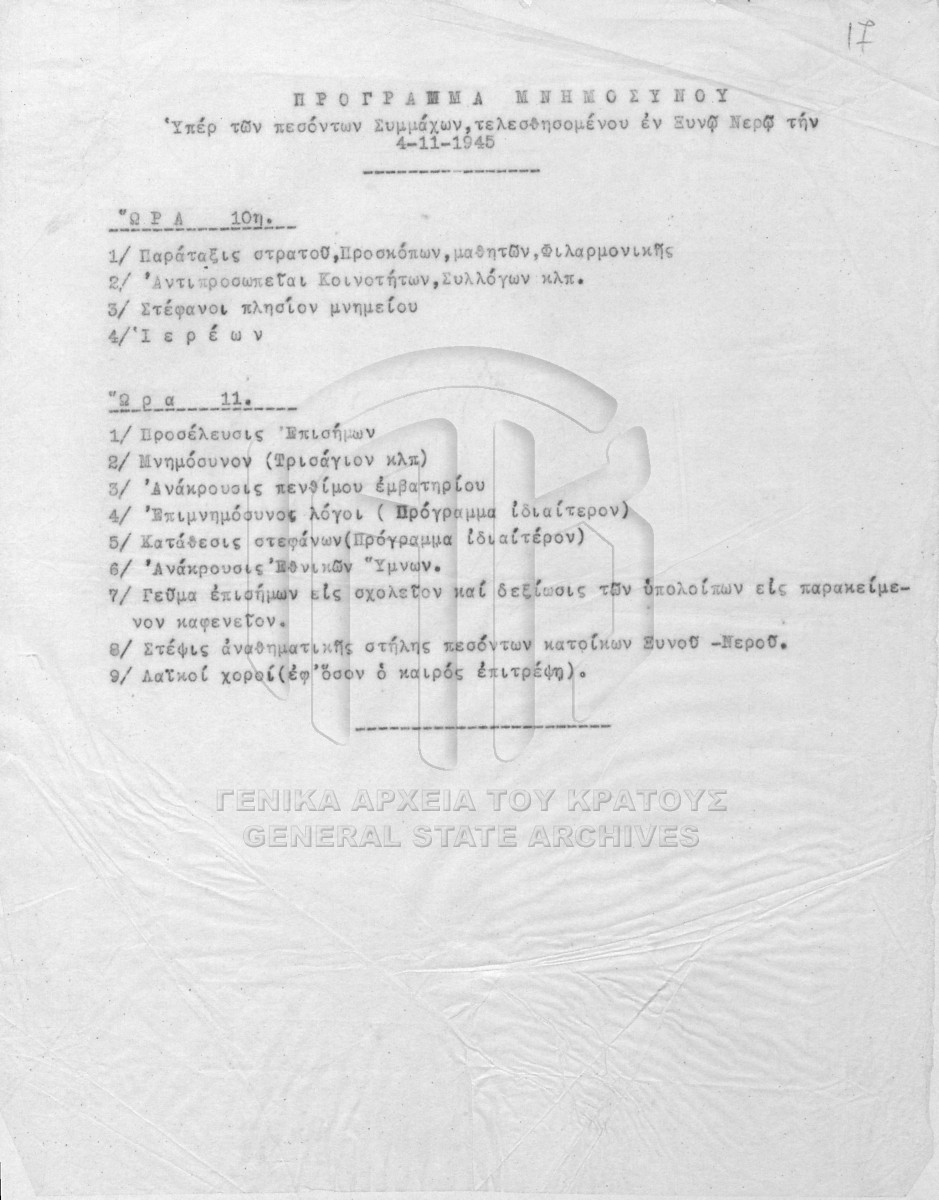 17
ΠΡΟΓΡΑΜΜΑ ΜΝΗΜΟΣΥΝΟΥ
Ὑπέρ τῶν πεσόντων Συμμάχων,τελεσθησομένου ἐν Ξυνῷ Νερῷ τήν
4-11-1945
Ὥ Ρ Α 10η.
1/ Παράταξις στρατοῦ,Προσκόπων,μαθητῶν,Φιλαρμονικῆς
2/ Ἀντιπροσωπεῖαι Κοινοτήτων,Συλλόγων κλπ.
3/ Στέφανοι πλησίον μνημείου
4/ Ἱ ε ρ έ ω ν
Ὥ ρ α 11.
1/ Προσέλευσις Ἐπισήμων
2/ Μνημόσυνον (Τρισάγιον κλπ)
3/ Ἀνάκρουσις πενθίμου ἐμβατηρίου
4/ Ἐπιμνημόσυνος λόγοι ( Πρόγραμμα ἰδιαίτερον)
5/ Κατάθεσις στεφάνων(Πρόγραμμα ἰδιαίτέρον)
6/ Ἀνάκρουσις Ἐθνικῶν Ὕμνων.
7/ Γεῦμα ἐπισήμων εἰς σχολεῖον καί δεξίωσις τῶν ὑπολοίπων εἰς παρακείμε-
νον καφενεῖον.
8/ Στέψις ἀναθηματικῆς στήλης πεσόντων κατοίκων Ξυνοῦ -Νεροῦ.
9/ Λαϊκοί χοροί(ἐφ'ὅσον ὁ καιρός ἐπιτρέψη).
ΓΕΝΙΚΑ ΑΡΧΕΙΑ ΤΟΥ ΚΡΑΤΟΥΣ
GENERAL STATE ARCHIVES